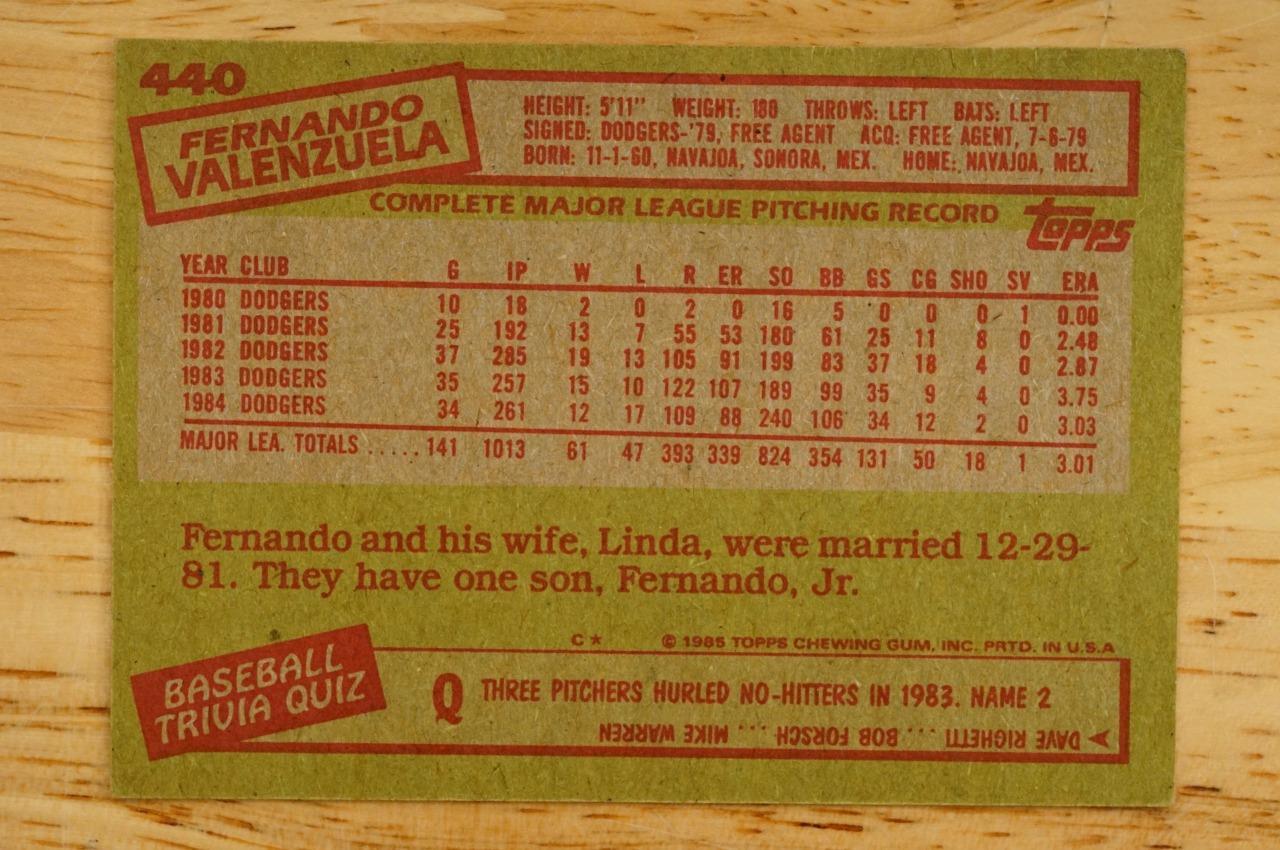 440
FERNANDO
VALENZUELA
HEIGHT: 5'11" WEIGHT: 180 THROWS: LEFT BATS: LEFT
SIGNED: DODGERS-'79, FREE AGENT ACQ: FREE AGENT, 7-6-79
BORN: 11-1-60, NAVAJOA, SONORA, MEX. HOME: NAVAJOA, MEX.
COMPLETE MAJOR LEAGUE PITCHING RECORD
Topps
YEAR CLUB G IP W L R ER SO BB GS CG SHO SV ERA
1980 DODGERS 10 18 2 0 2 0 16 5 0 0 0 1 0.00
1981 DODGERS 25 192 13 7 55 53 180 61 25 11 8 0 2.48
1982 DODGERS 37 285 19 13 105 91 199 83 37 18 4 0 2.87
1983 DODGERS 35 257 15 10 122 107 189 99 35 9 4 0 3.75
1984 DODGERS 34 261 12 17 109 88 240 106 34 12 2 0 3.03
MAJOR LEA. TOTALS ..... 141 1013 61 47 393 339 824 354 131 50 18 1 3.01
Fernando and his wife, Linda, were married 12-29-
81. They have one son, Fernando, Jr.
C★ © 1985 TOPPS CHEWING GUM, INC. PRTD. IN U.S.A
BASEBALL
TRIVIA QUIZ
Q THREE PITCHERS HURLED NO-HITTERS IN 1983. NAME 2
DAVE RIGHETTI ... BOB FORSCH ... MIKE WARREN